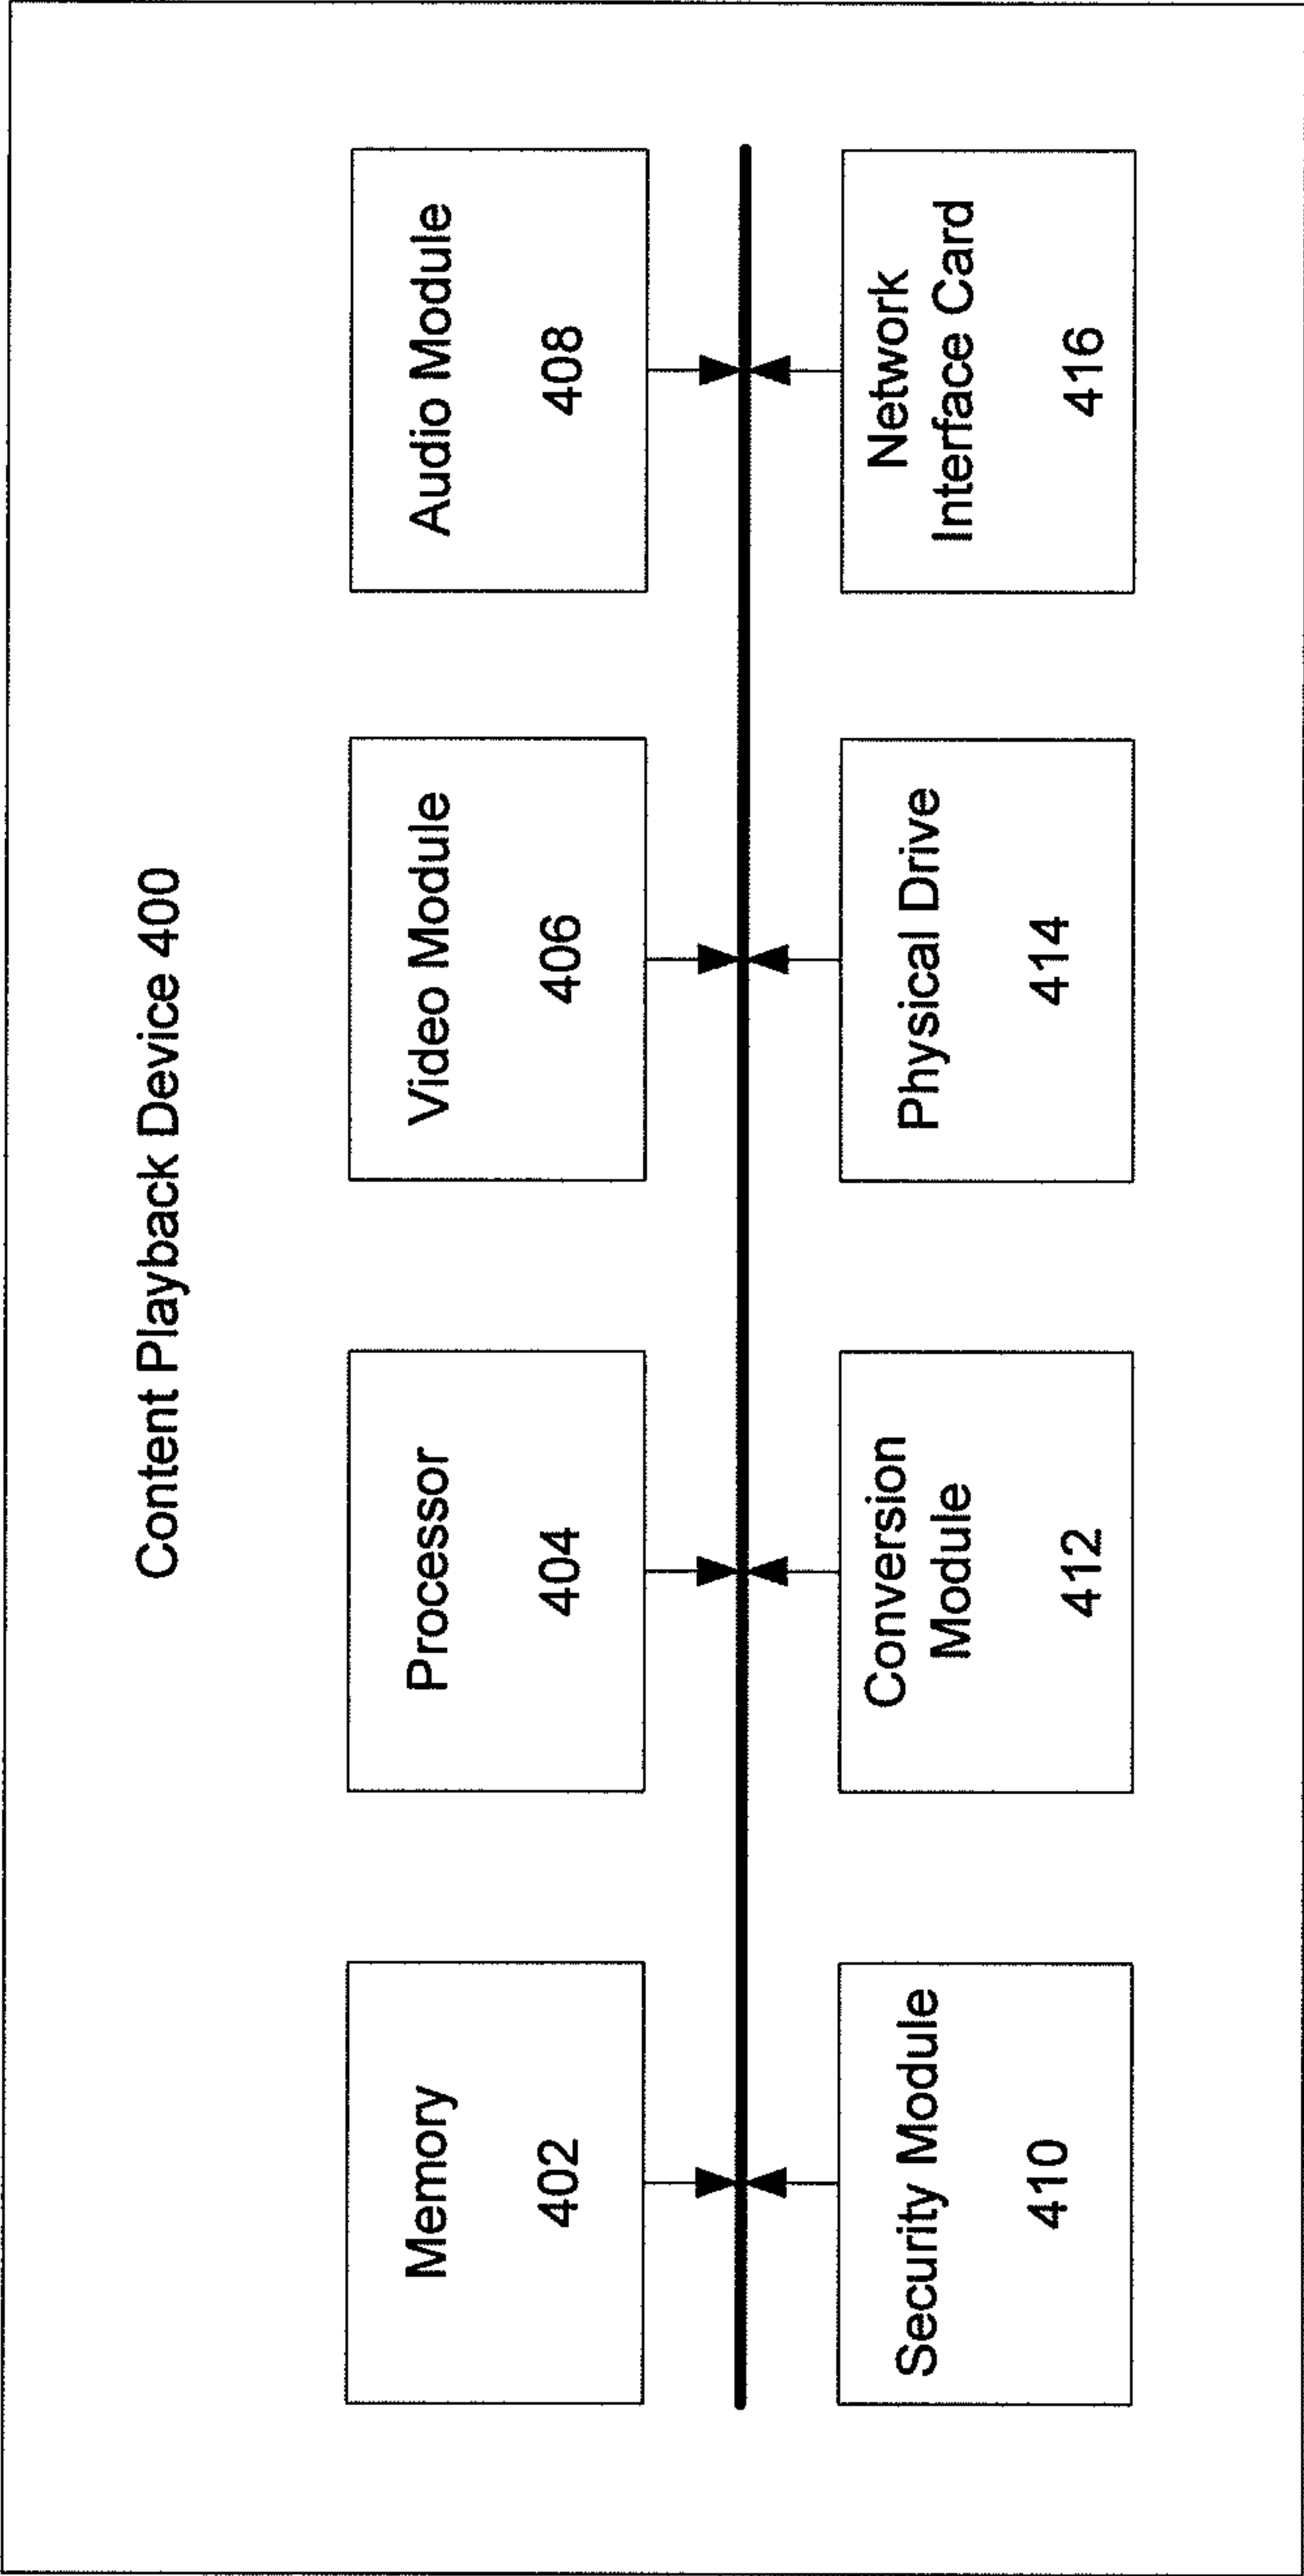 Content Playback Device 400
Memory
402
Processor
404
Video Module
406
Audio Module
408
Security Module
410
Conversion
Module
412
Physical Drive
414
Network
Interface Card
416